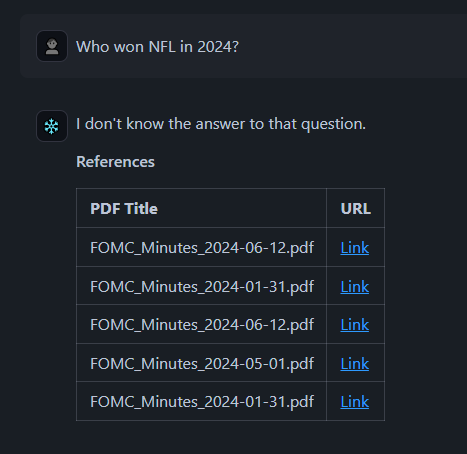 Who won NFL in 2024?
I don't know the answer to that question.
References
PDF Title URL
FOMC_Minutes_2024-06-12.pdf Link
FOMC_Minutes_2024-01-31.pdf Link
FOMC_Minutes_2024-06-12.pdf Link
FOMC_Minutes_2024-05-01.pdf Link
FOMC_Minutes_2024-01-31.pdf Link